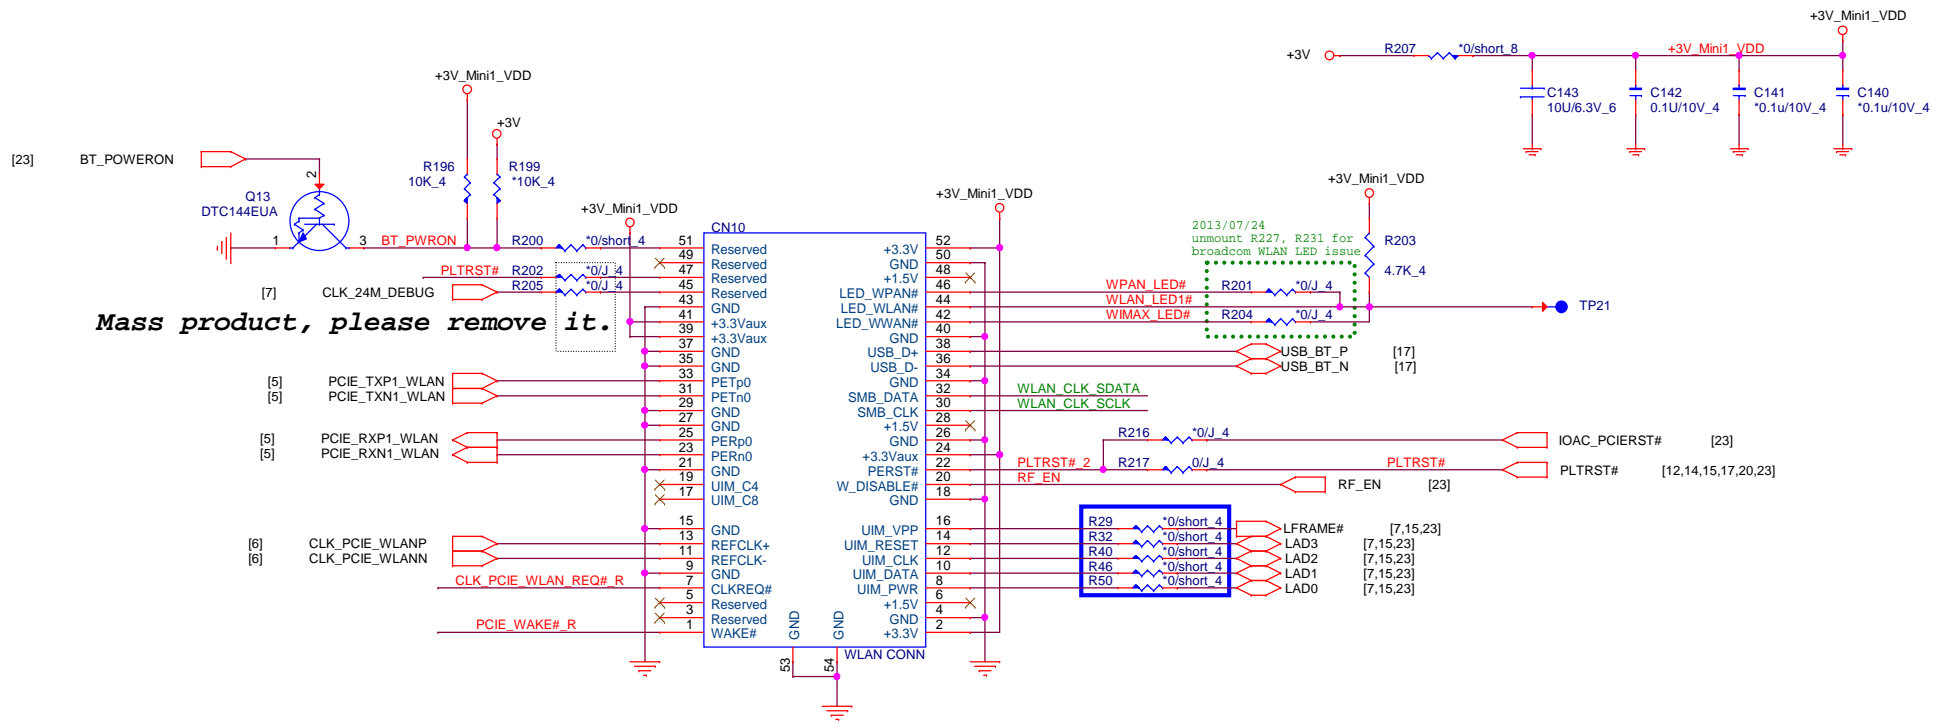 +3V_Mini1_VDD
+3V R207 *0/short_8 +3V_Mini1_VDD
C143 10U/6.3V_6
C142 0.1U/10V_4
C141 *0.1u/10V_4
C140 *0.1u/10V_4
+3V_Mini1_VDD
+3V
[23] BT_POWERON
2
Q13
DTC144EUA
1
3
BT_PWRON
R196
10K_4
R199
*10K_4
+3V_Mini1_VDD
R200 *0/short_4
PLTRST# R202 *0/J_4
[7] CLK_24M_DEBUG R205 *0/J_4
Mass product, please remove it.
[5] PCIE_TXP1_WLAN
[5] PCIE_TXN1_WLAN
[5] PCIE_RXP1_WLAN
[5] PCIE_RXN1_WLAN
[6] CLK_PCIE_WLANP
[6] CLK_PCIE_WLANN
CLK_PCIE_WLAN_REQ#_R
PCIE_WAKE#_R
CN10
51 Reserved
49 Reserved
47 Reserved
45 Reserved
43 GND
41 +3.3Vaux
39 +3.3Vaux
37 GND
35 GND
33 PETp0
31 PETn0
29 GND
27 GND
25 PERp0
23 PERn0
21 GND
19 UIM_C4
17 UIM_C8
15 GND
13 REFCLK+
11 REFCLK-
9 GND
7 CLKREQ#
5 Reserved
3 Reserved
1 WAKE#
GND 53
GND 54
WLAN CONN
+3.3V 52
GND 50
+1.5V 48
LED_WPAN# 46
LED_WLAN# 44
LED_WWAN# 42
GND 40
USB_D+ 38
USB_D- 36
GND 34
SMB_DATA 32
SMB_CLK 30
+1.5V 28
GND 26
+3.3Vaux 24
PERST# 22
W_DISABLE# 20
GND 18
UIM_VPP 16
UIM_RESET 14
UIM_CLK 12
UIM_DATA 10
UIM_PWR 8
+1.5V 6
GND 4
+3.3V 2
+3V_Mini1_VDD
+3V_Mini1_VDD
2013/07/24
unmount R227, R231 for
broadcom WLAN LED issue
R203
4.7K_4
WPAN_LED# R201 *0/J_4
WLAN_LED1# TP21
WIMAX_LED# R204 *0/J_4
USB_BT_P [17]
USB_BT_N [17]
WLAN_CLK_SDATA
WLAN_CLK_SCLK
R216 *0/J_4 IOAC_PCIERST# [23]
PLTRST#_2 R217 0/J_4 PLTRST# PLTRST# [12,14,15,17,20,23]
RF_EN RF_EN [23]
R29 *0/short_4 LFRAME# [7,15,23]
R32 *0/short_4 LAD3 [7,15,23]
R40 *0/short_4 LAD2 [7,15,23]
R46 *0/short_4 LAD1 [7,15,23]
R50 *0/short_4 LAD0 [7,15,23]